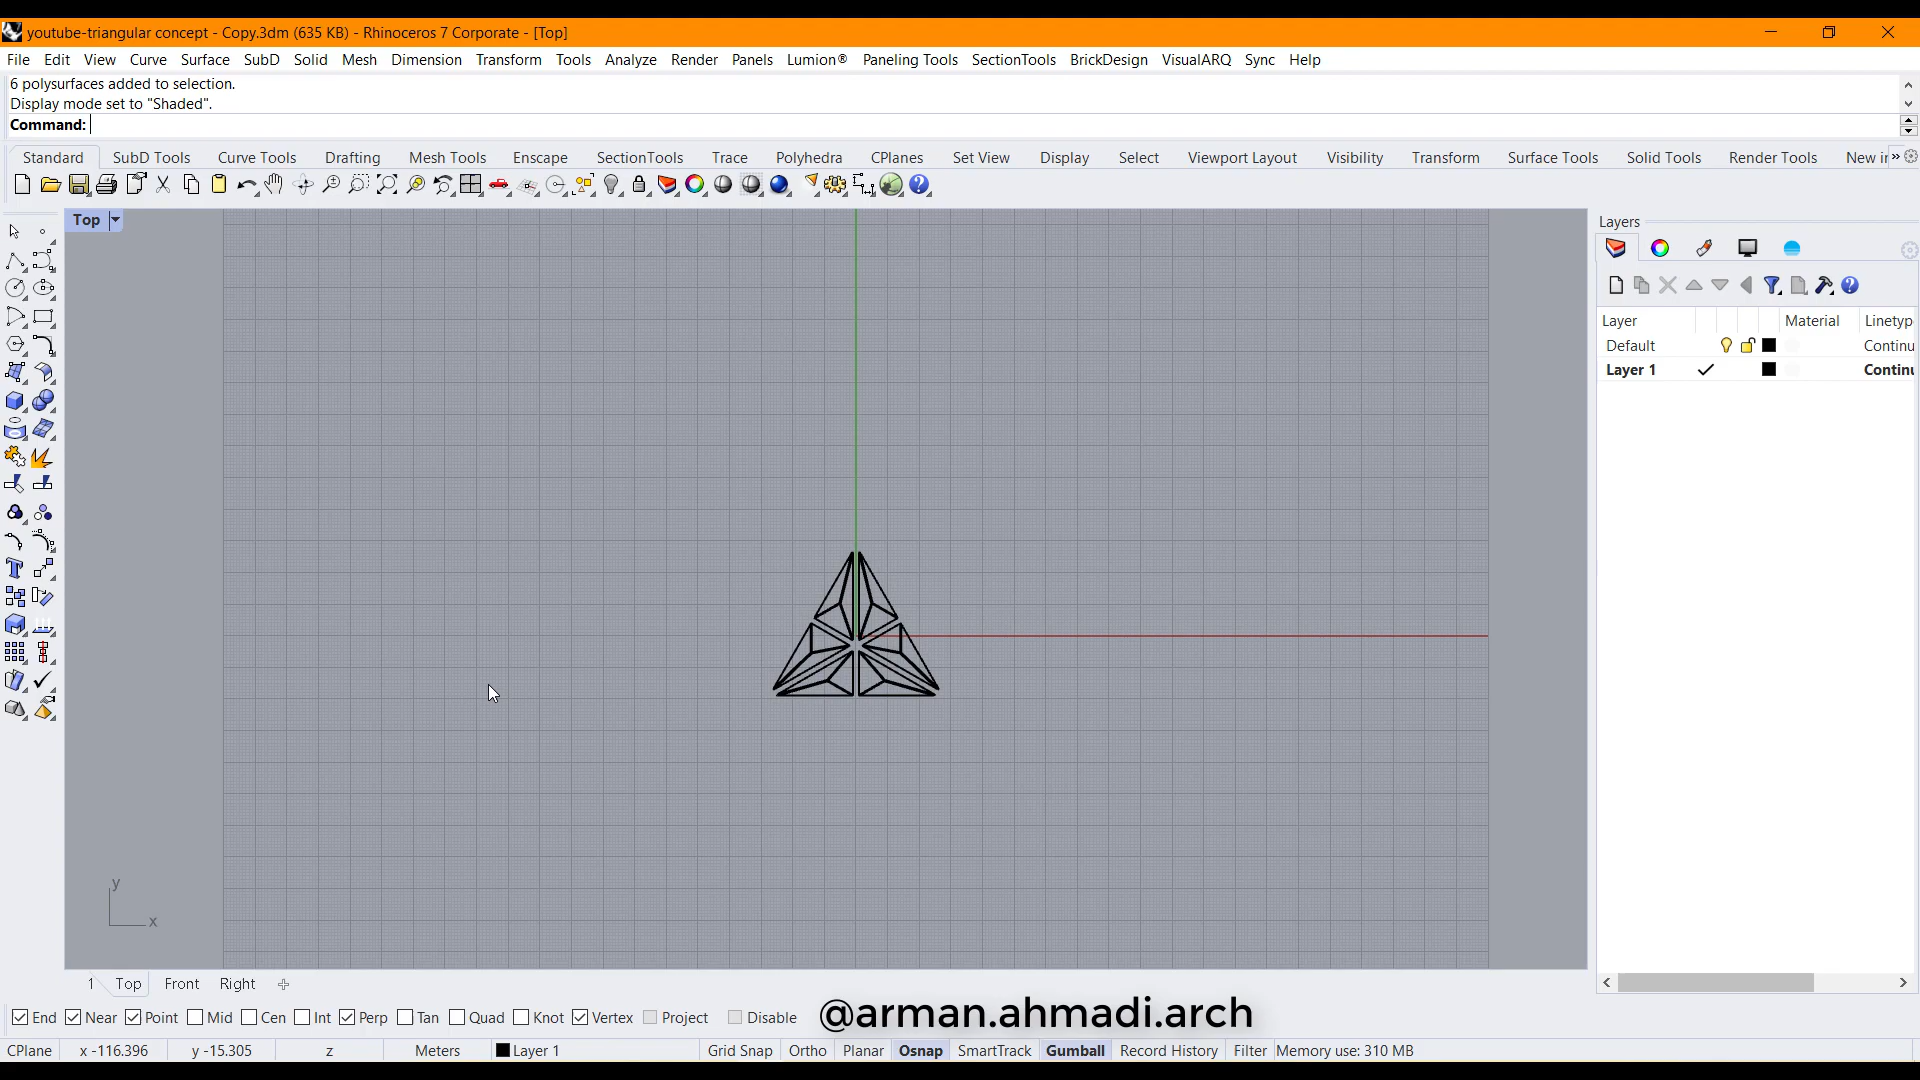 youtube-triangular concept - Copy.3dm (635 KB) - Rhinoceros 7 Corporate - [Top]
File Edit View Curve Surface SubD Solid Mesh Dimension Transform Tools Analyze Render Panels Lumion® Paneling Tools SectionTools BrickDesign VisualARQ Sync Help
6 polysurfaces added to selection.
Display mode set to "Shaded".
Command:
Standard SubD Tools Curve Tools Drafting Mesh Tools Enscape SectionTools Trace Polyhedra CPlanes Set View Display Select Viewport Layout Visibility Transform Surface Tools Solid Tools Render Tools New in »
Top
Layers
Layer Material Linetyp
Default Continu
Layer 1 Continu
y
x
1 Top Front Right
@arman.ahmadi.arch
End Near Point Mid Cen Int Perp Tan Quad Knot Vertex Project Disable
CPlane x -116.396 y -15.305 z Meters Layer 1 Grid Snap Ortho Planar Osnap SmartTrack Gumball Record History Filter Memory use: 310 MB